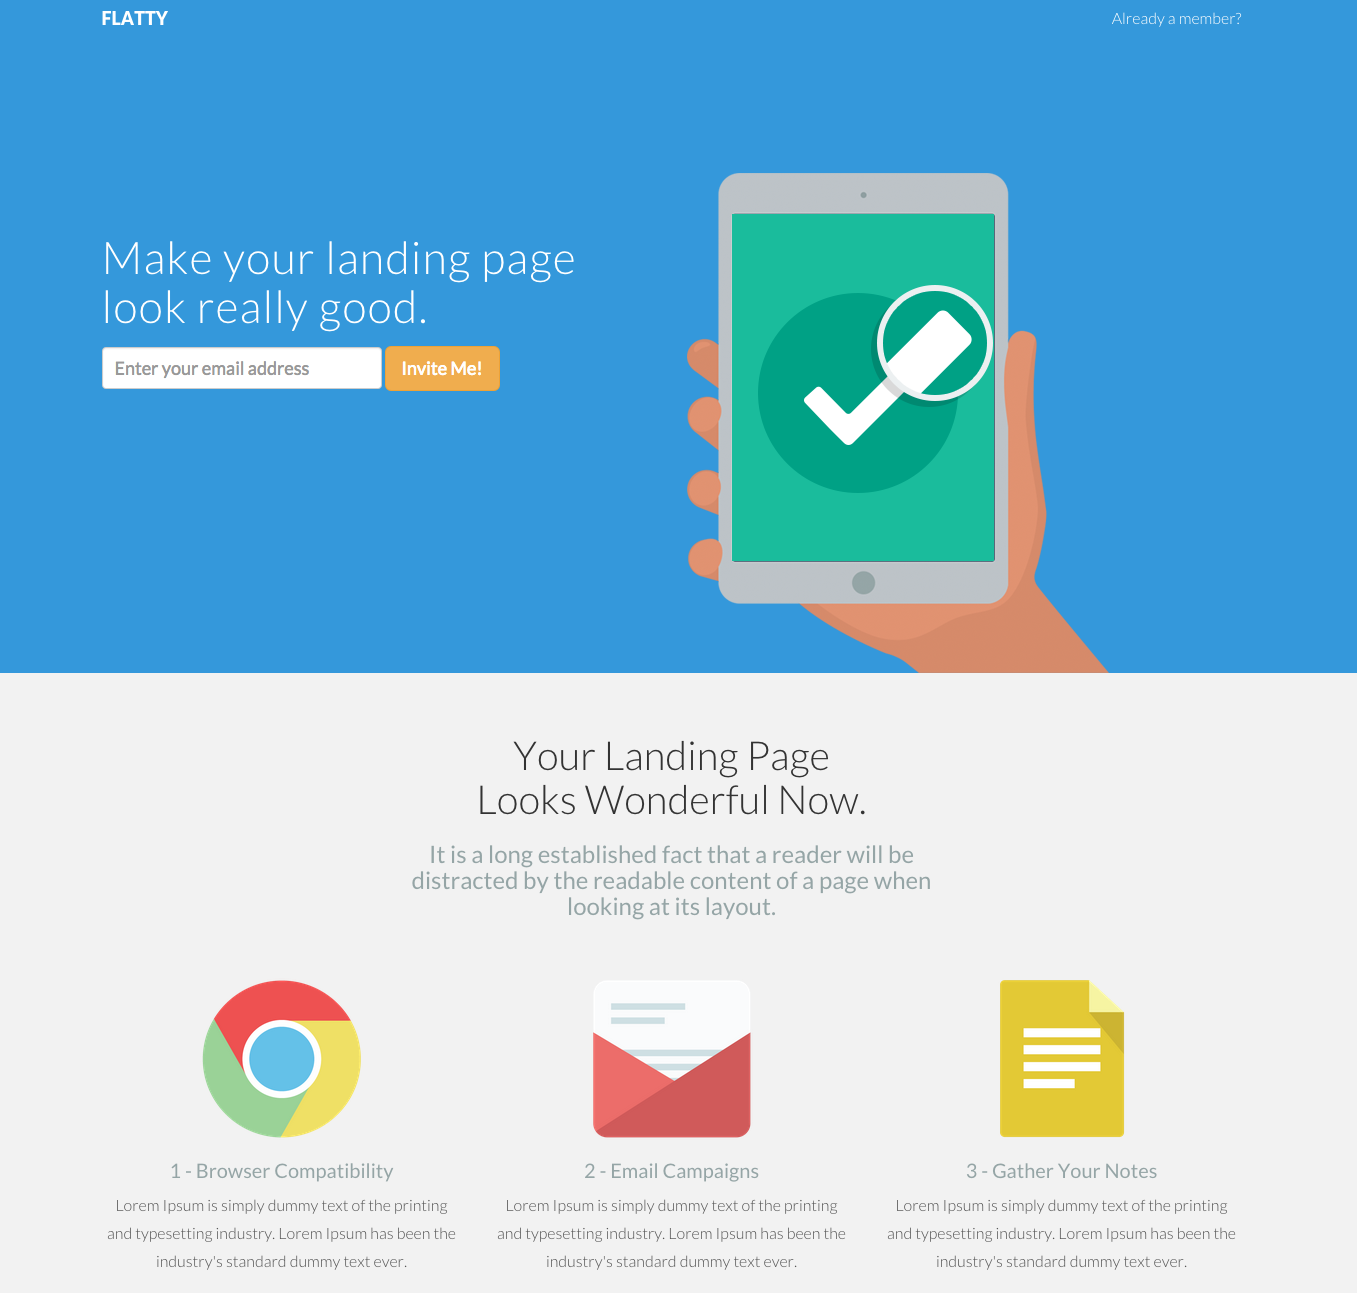 FLATTY
Already a member?
Make your landing page
look really good.
Enter your email address
Invite Me!
Your Landing Page
Looks Wonderful Now.
It is a long established fact that a reader will be
distracted by the readable content of a page when
looking at its layout.
1 - Browser Compatibility
Lorem Ipsum is simply dummy text of the printing
and typesetting industry. Lorem Ipsum has been the
industry's standard dummy text ever.
2 - Email Campaigns
Lorem Ipsum is simply dummy text of the printing
and typesetting industry. Lorem Ipsum has been the
industry's standard dummy text ever.
3 - Gather Your Notes
Lorem Ipsum is simply dummy text of the printing
and typesetting industry. Lorem Ipsum has been the
industry's standard dummy text ever.